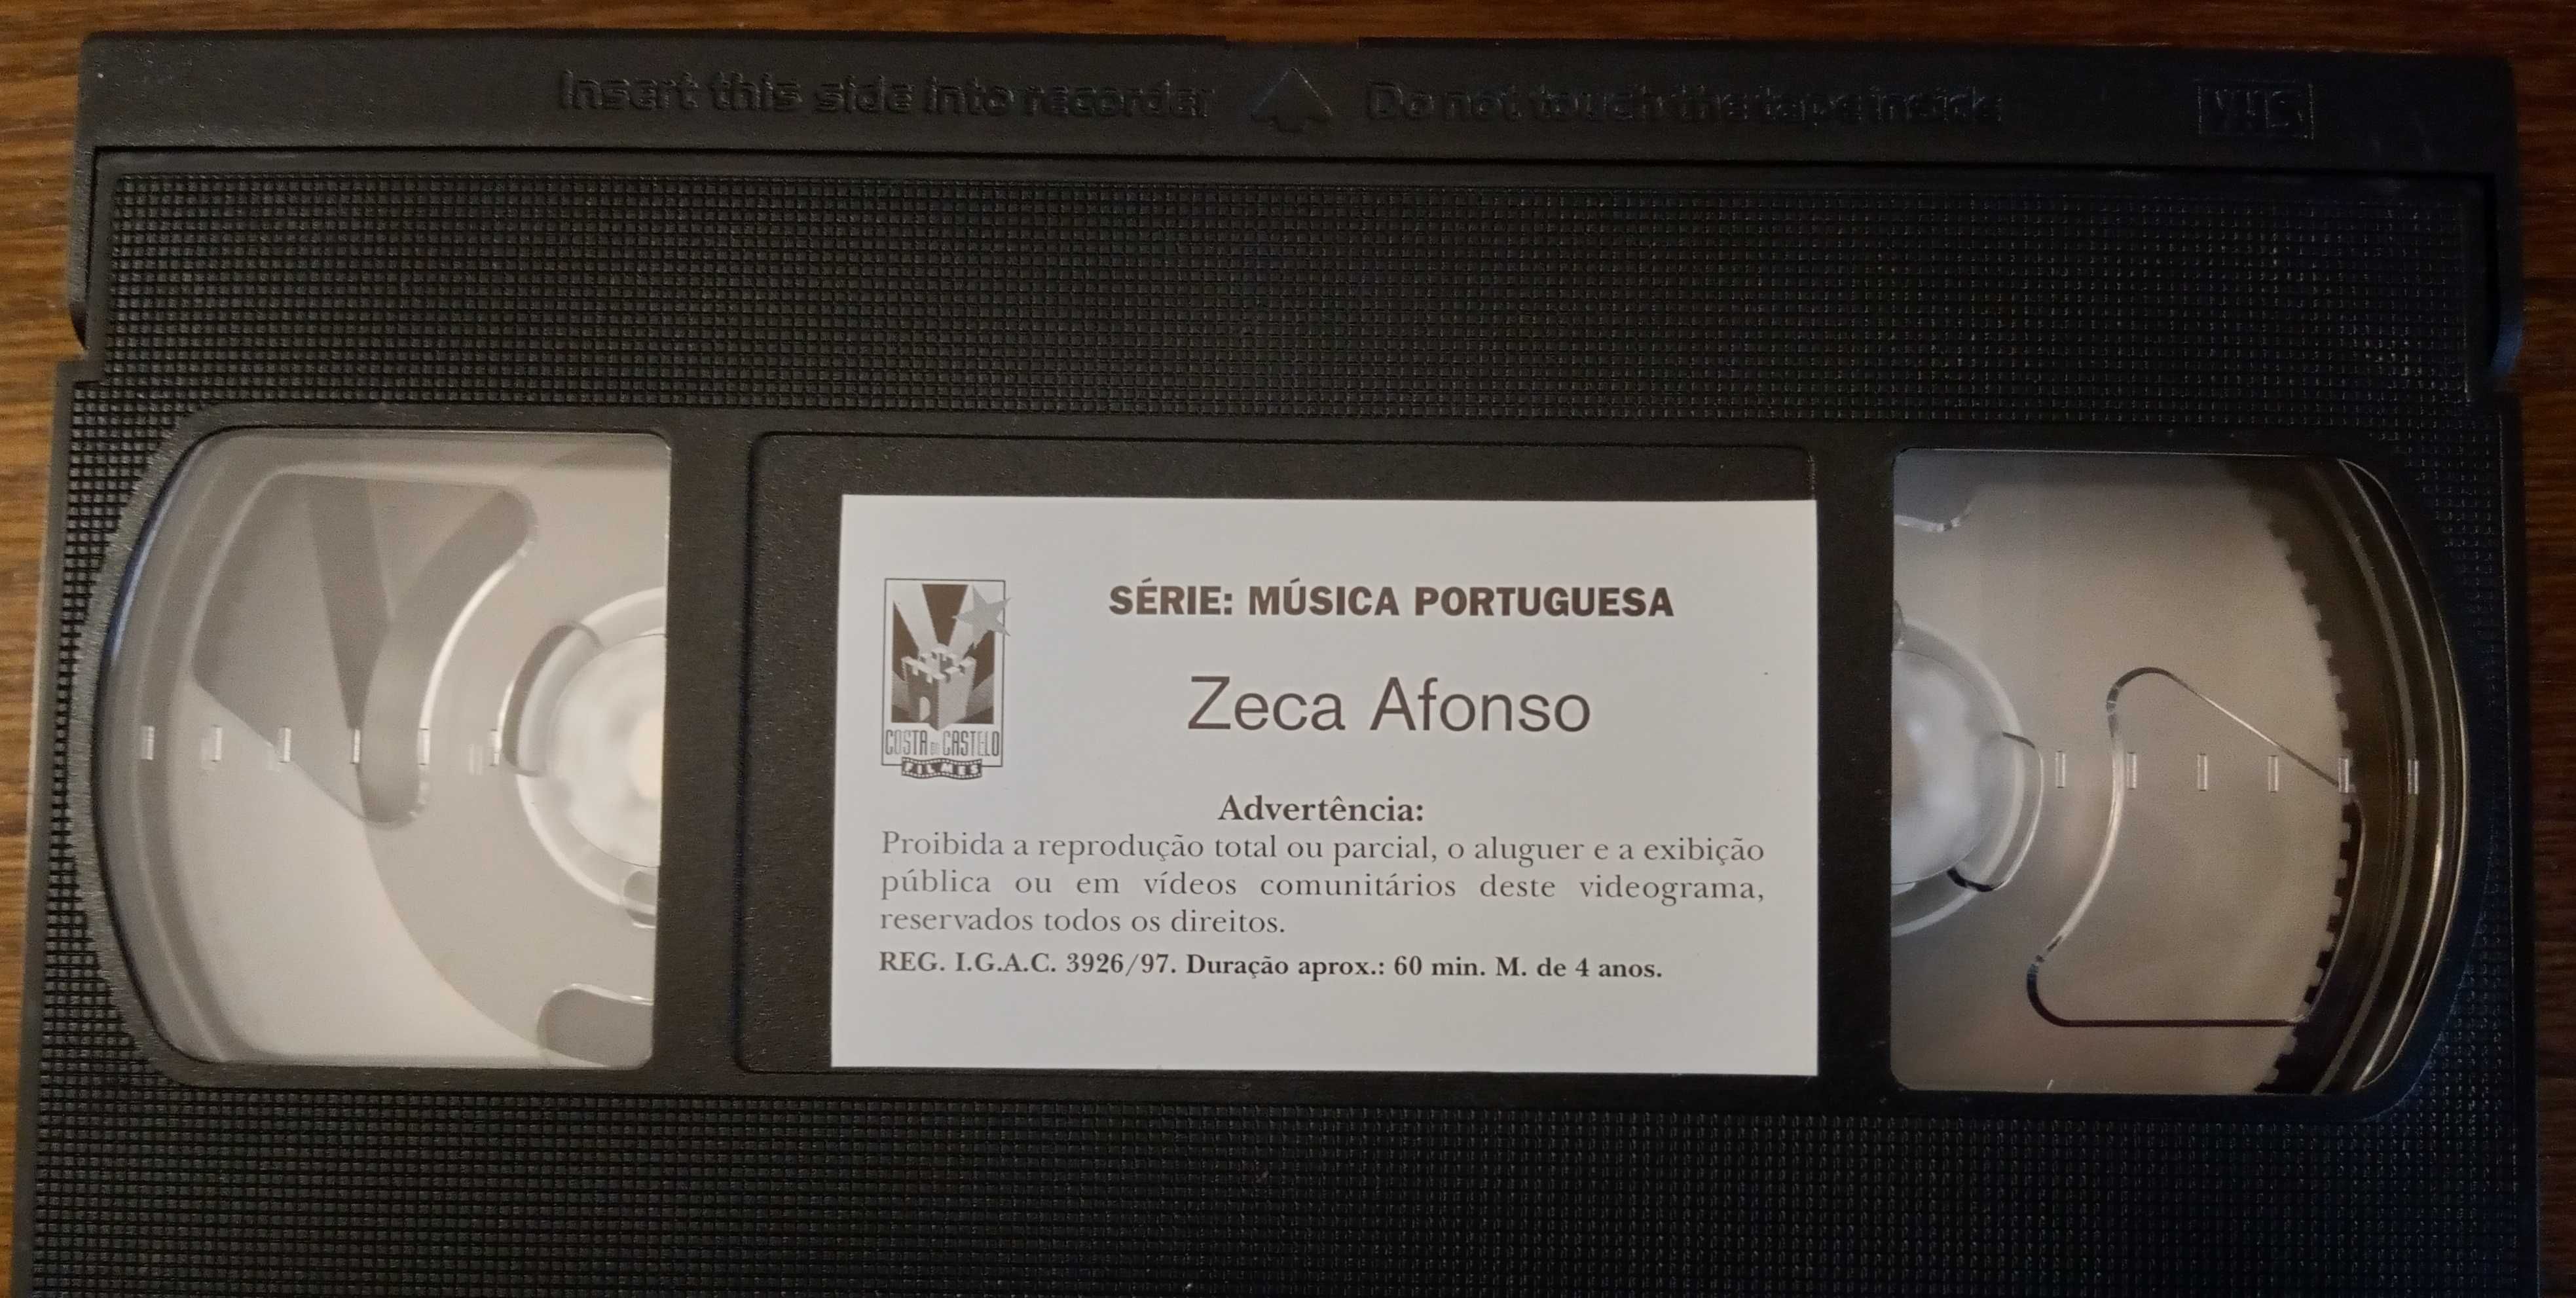 Insert this side into recorder Do not touch the tape inside VHS
SÉRIE: MÚSICA PORTUGUESA
Zeca Afonso
COSTA DO CASTELO
FILMES
Advertência:
Proibida a reprodução total ou parcial, o aluguer e a exibição
pública ou em vídeos comunitários deste videograma,
reservados todos os direitos.
REG. I.G.A.C. 3926/97. Duração aprox.: 60 min. M. de 4 anos.